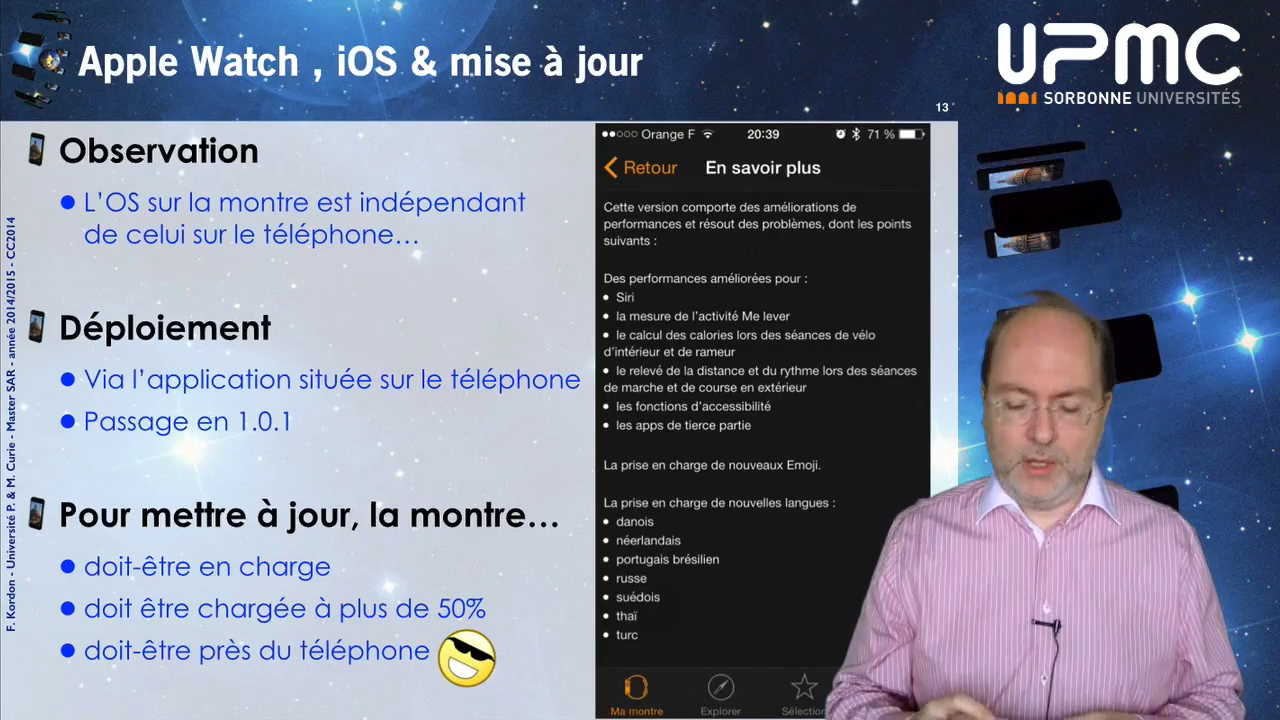 Apple Watch , iOS & mise à jour
UPMC
SORBONNE UNIVERSITÉS
13
F. Kordon - Université P. & M. Curie - Master SAR - année 2014/2015 - CC2014
Observation
L’OS sur la montre est indépendant
de celui sur le téléphone…
Déploiement
Via l’application située sur le téléphone
Passage en 1.0.1
Pour mettre à jour, la montre…
doit-être en charge
doit être chargée à plus de 50%
doit-être près du téléphone
Orange F 20:39 71 %
Retour En savoir plus
Cette version comporte des améliorations de
performances et résout des problèmes, dont les points
suivants :
Des performances améliorées pour :
• Siri
• la mesure de l’activité Me lever
• le calcul des calories lors des séances de vélo
d’intérieur et de rameur
• le relevé de la distance et du rythme lors des séances
de marche et de course en extérieur
• les fonctions d’accessibilité
• les apps de tierce partie
La prise en charge de nouveaux Emoji.
La prise en charge de nouvelles langues :
• danois
• néerlandais
• portugais brésilien
• russe
• suédois
• thaï
• turc
Ma montre Explorer Sélection